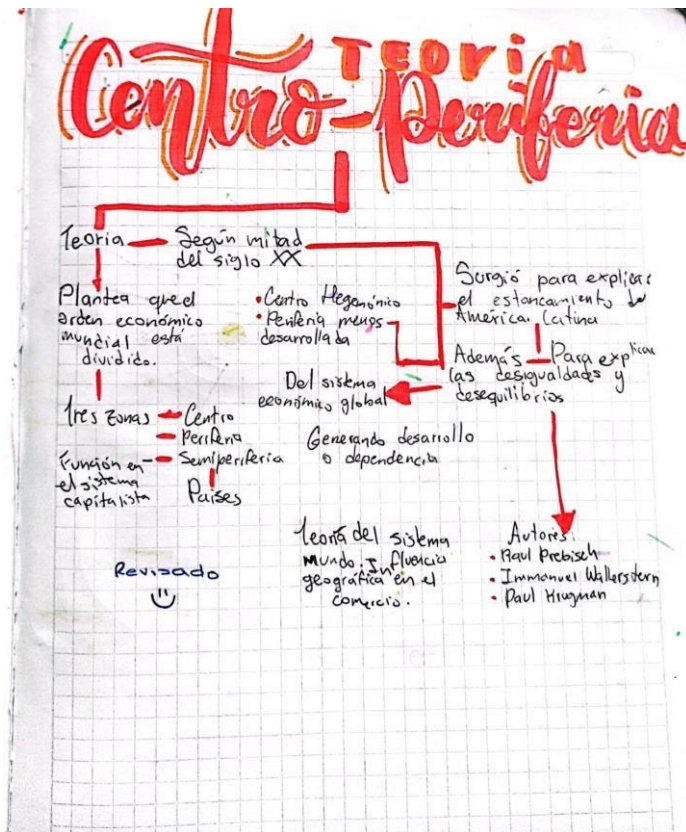 TEORIA
Centro-Periferia
Teoria
Según mitad
del siglo XX
Plantea que el
orden económico
mundial está
dividido.
• Centro Hegenónico
• Periferia menos
desarrollada
Surgió para explicar
el estancamiento de
América Latina
Además
Para explicar
las desigualdades y
desequilibrios
Del sistema
económico global
Tres zonas
Centro
Periferia
Semiperiferia
Países
Función en
el sistema
capitalista
Generando desarrollo
o dependencia
Teoría del sistema
mundo. Influencia
geográfica en el
comercio.
Autores:
• Raul Prebisch
• Immanuel Wallerstern
• Paul Krugman
Revisado